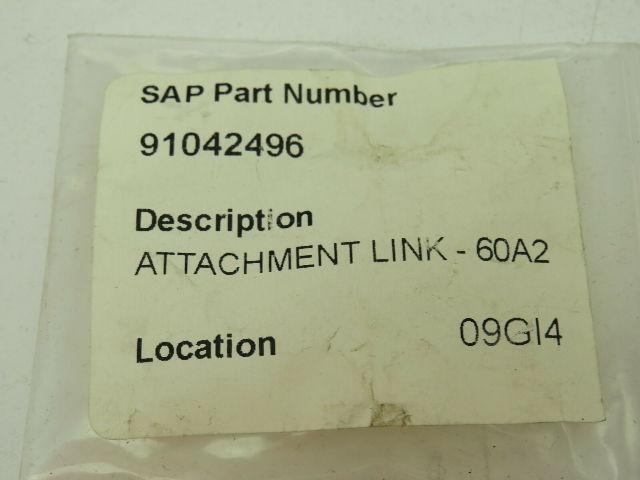 SAP Part Number
91042496
Description
ATTACHMENT LINK - 60A2
Location 09GI4